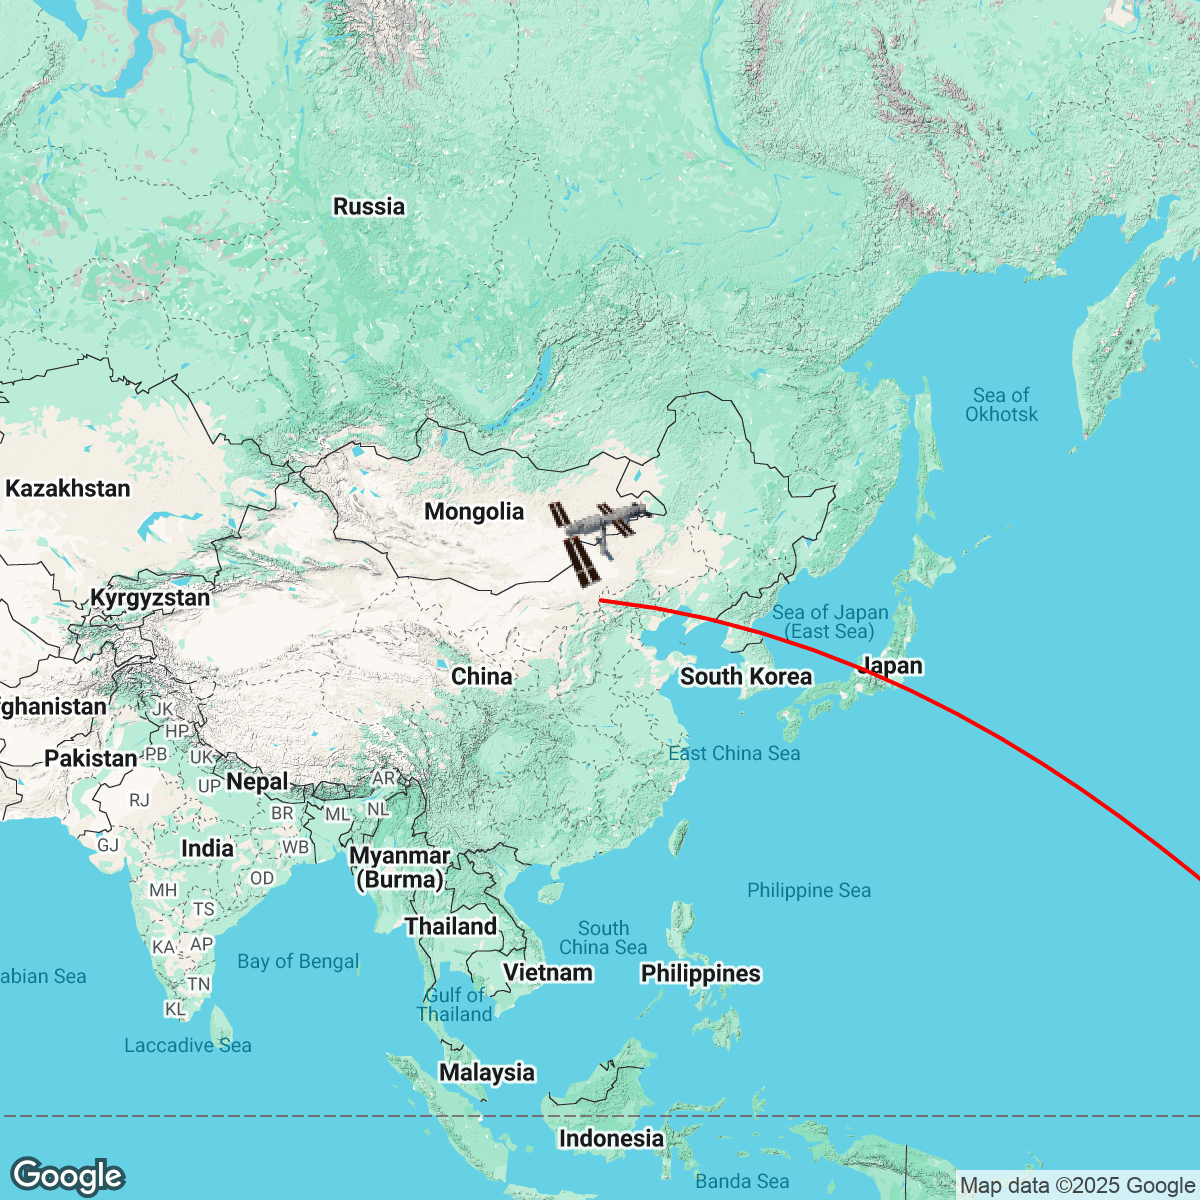 Russia
Sea of
Okhotsk
Kazakhstan
Mongolia
Kyrgyzstan
Sea of Japan
(East Sea)
Japan
China
South Korea
ghanistan
JK
HP
Pakistan
PB
UK
East China Sea
Nepal
UP
AR
RJ
BR
ML
NL
GJ
India
WB
Myanmar
(Burma)
OD
MH
Philippine Sea
TS
Thailand
South
China Sea
KA
AP
Bay of Bengal
Vietnam
Philippines
abian Sea
TN
Gulf of
Thailand
KL
Laccadive Sea
Malaysia
Indonesia
Banda Sea
Google
Map data ©2025 Google